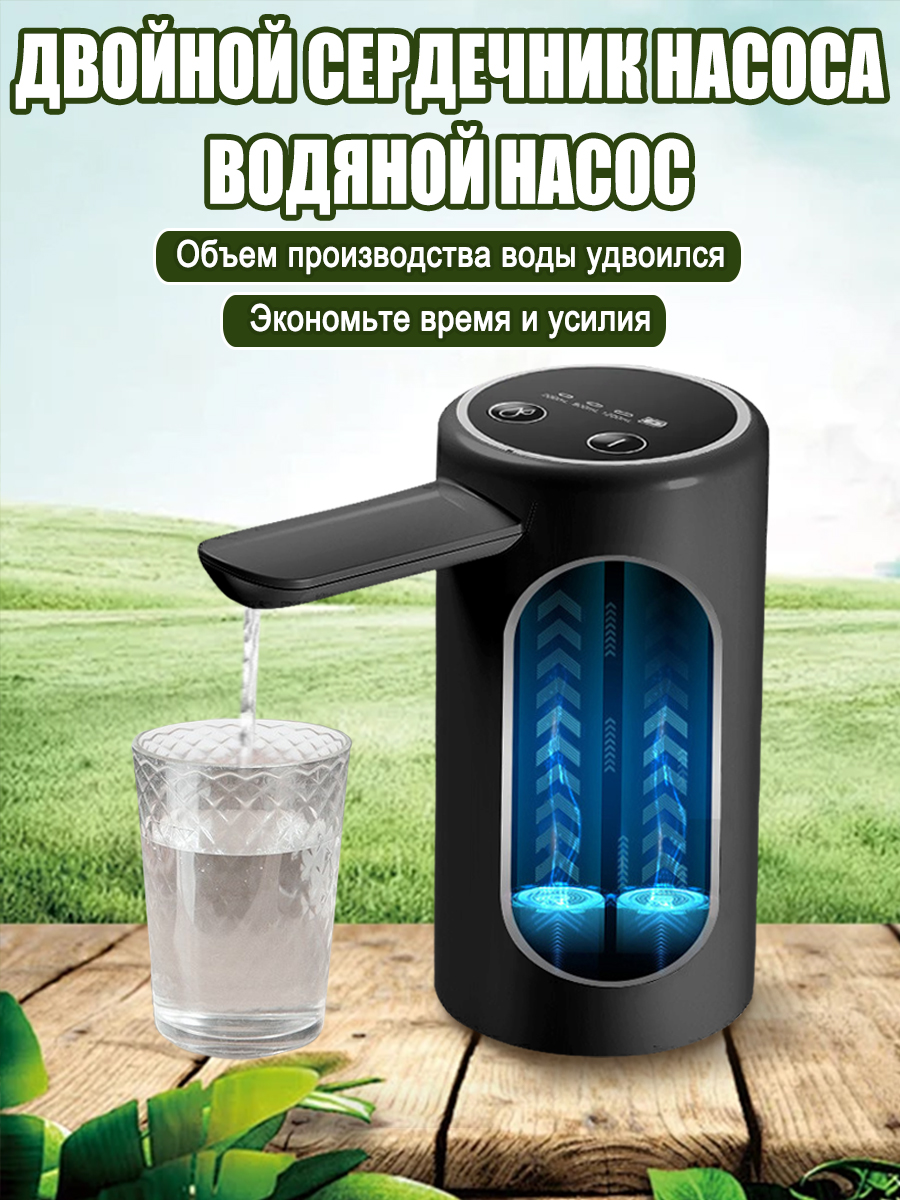 ДВОЙНОЙ СЕРДЕЧНИК НАСОСА
ВОДЯНОЙ НАСОС
Объем производства воды удвоился
Экономьте время и усилия